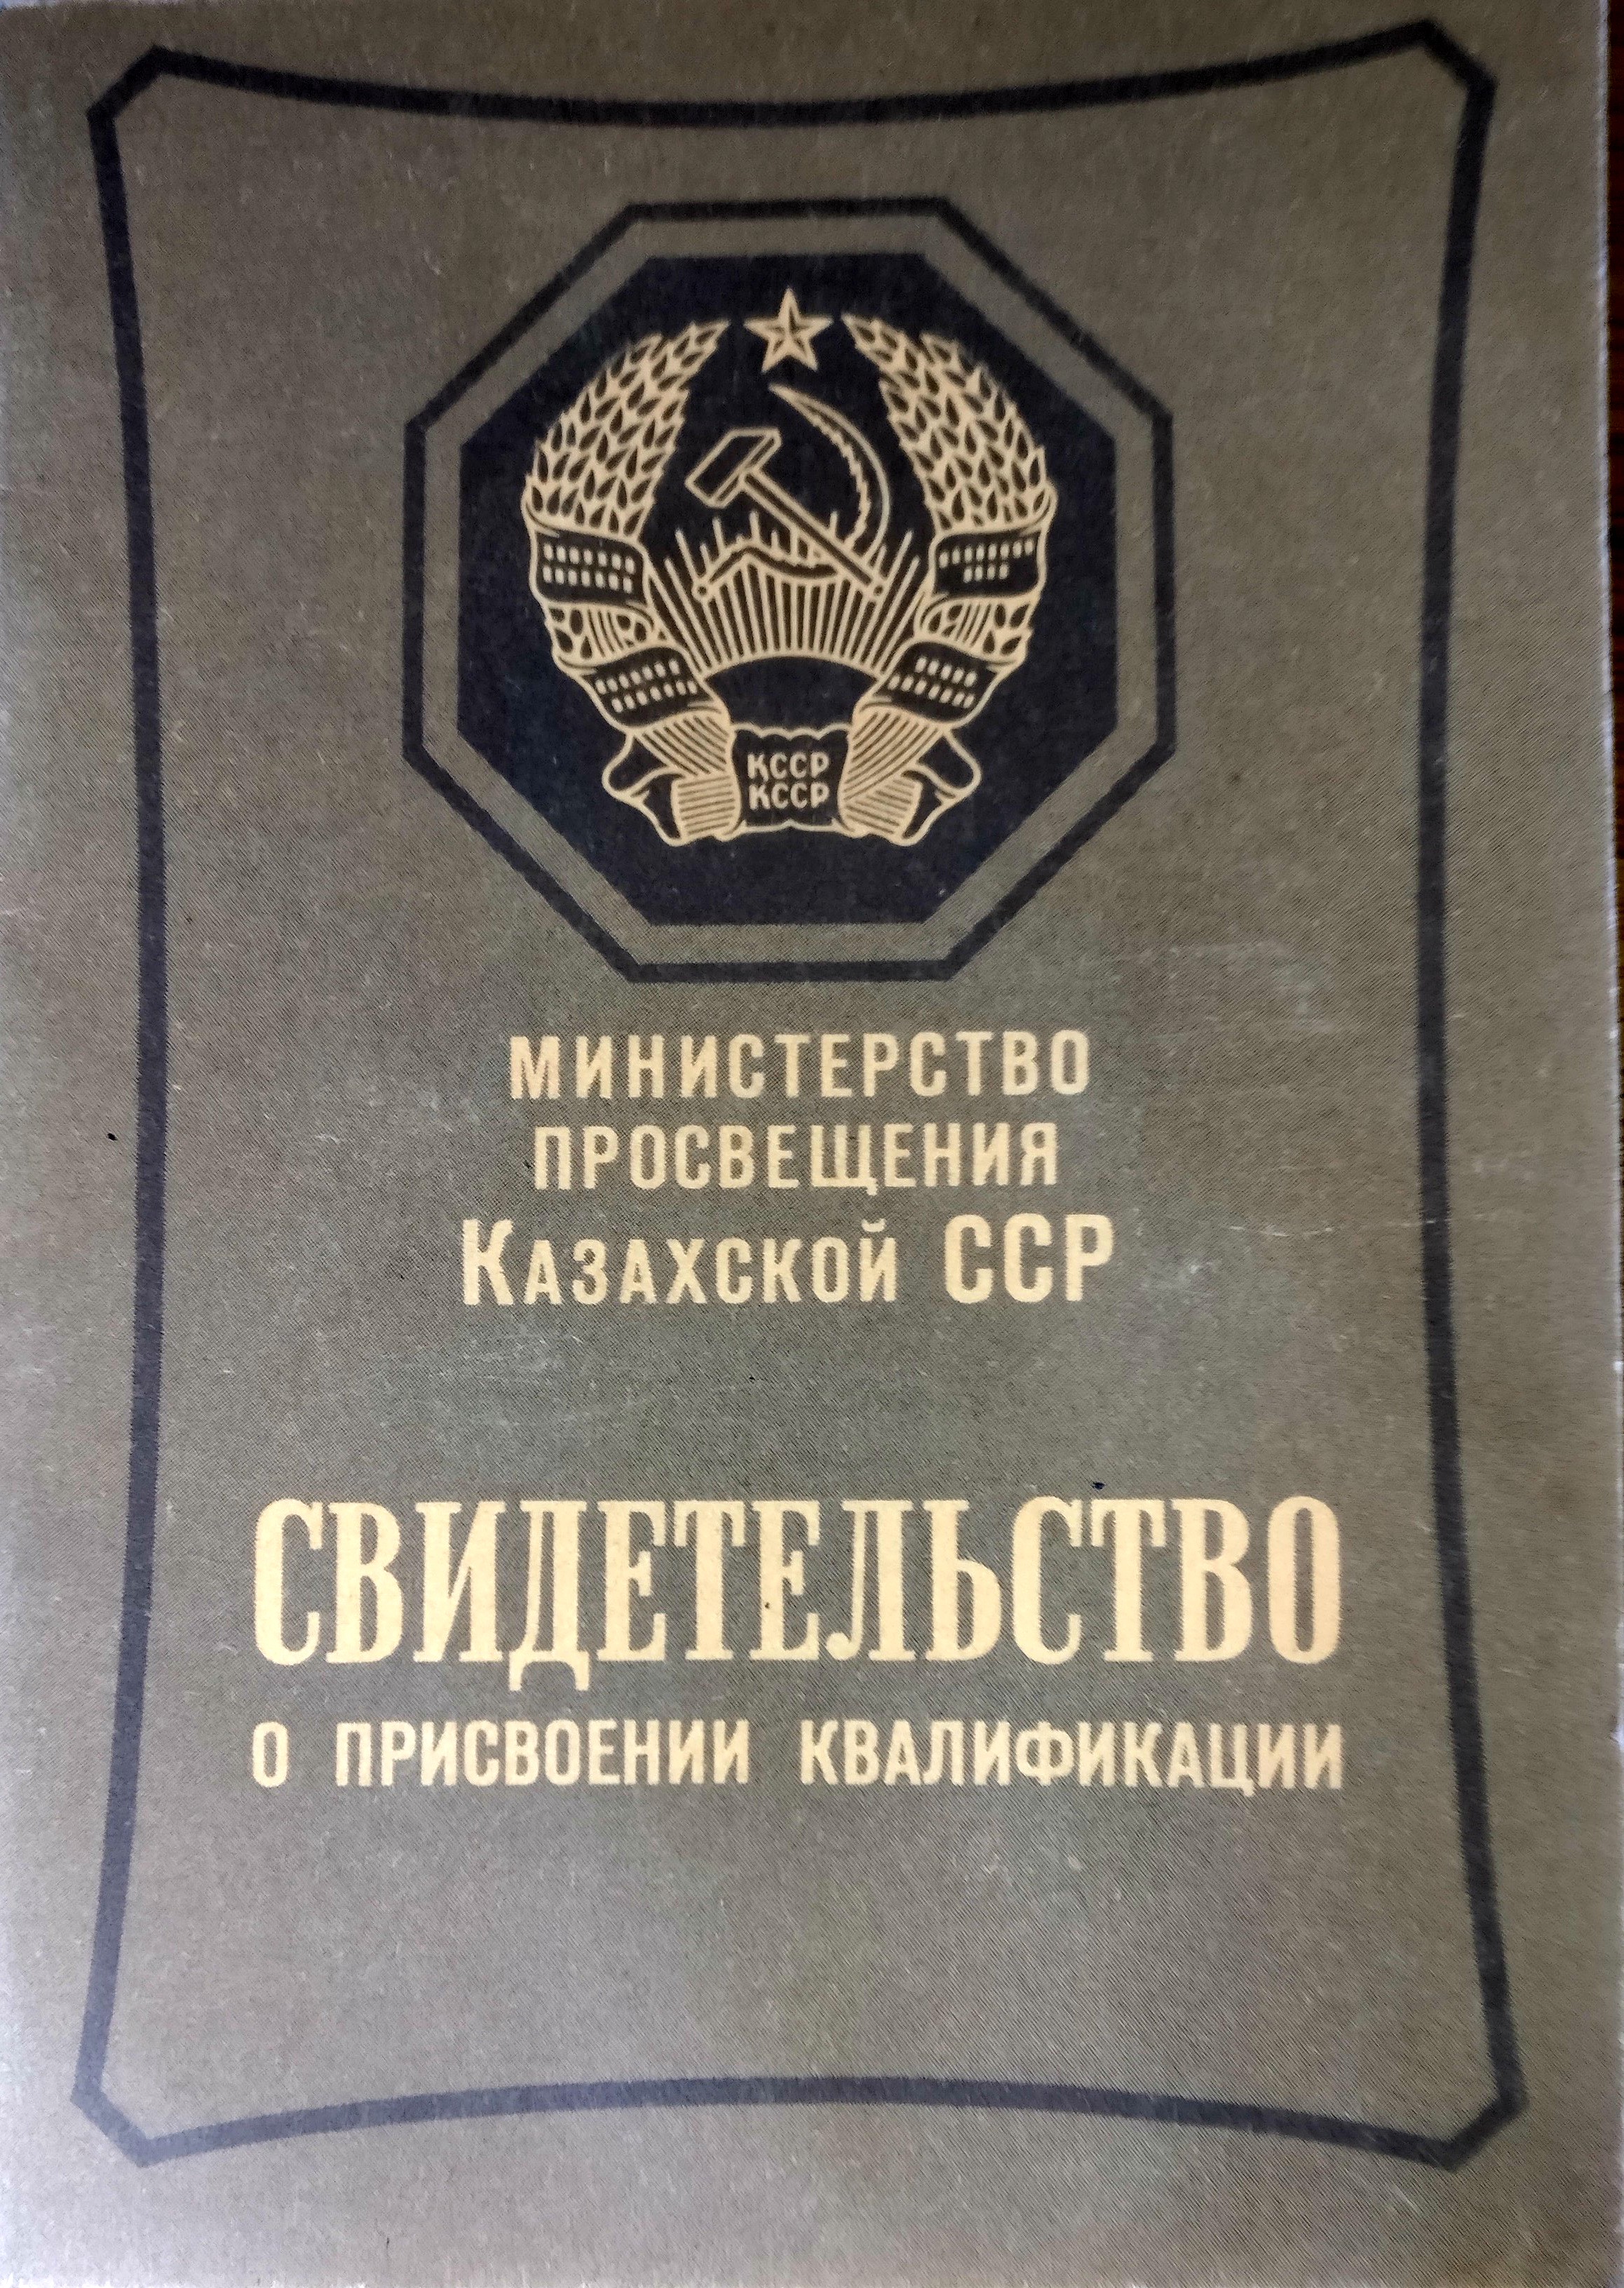 ҚССР
КССР
МИНИСТЕРСТВО
ПРОСВЕЩЕНИЯ
КАЗАХСКОЙ ССР
СВИДЕТЕЛЬСТВО
О ПРИСВОЕНИИ КВАЛИФИКАЦИИ